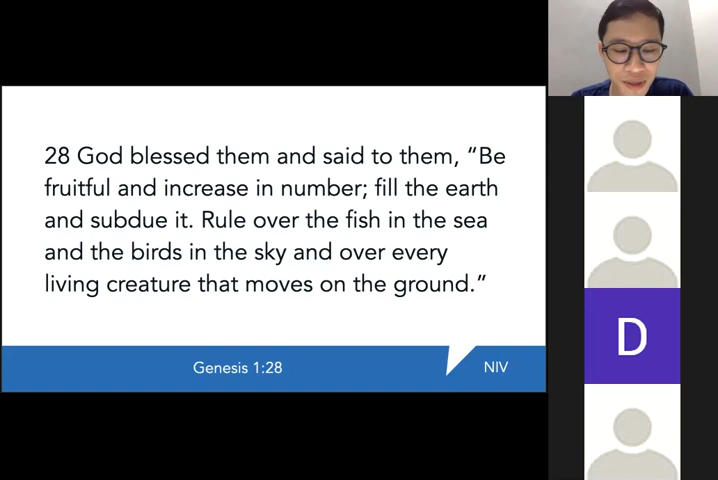 28 God blessed them and said to them, “Be
fruitful and increase in number; fill the earth
and subdue it. Rule over the fish in the sea
and the birds in the sky and over every
living creature that moves on the ground.”
Genesis 1:28
NIV
D